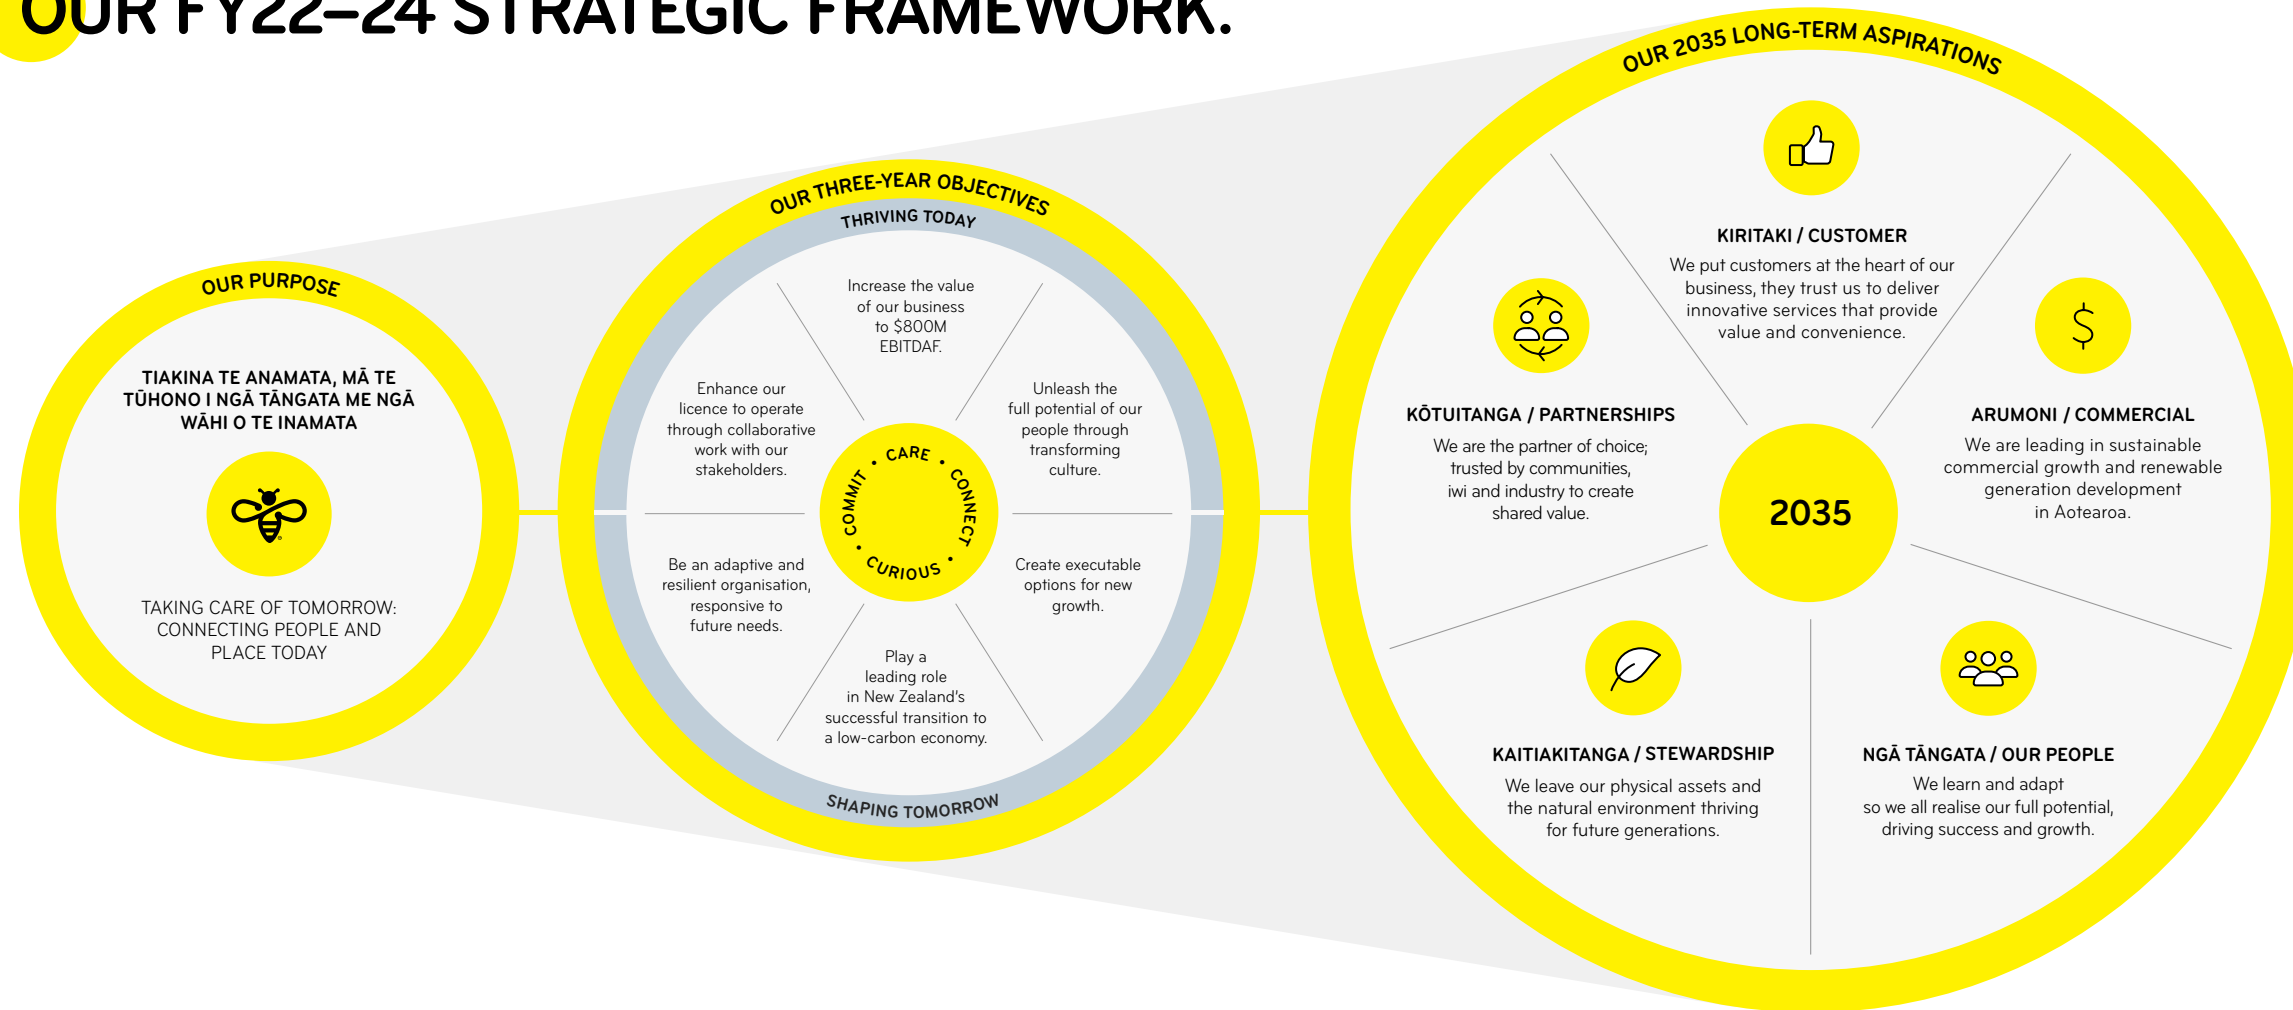 OUR FY22–24 STRATEGIC FRAMEWORK.
OUR PURPOSE
TIAKINA TE ANAMATA, MĀ TE
TŪHONO I NGĀ TĀNGATA ME NGĀ
WĀHI O TE INAMATA
TAKING CARE OF TOMORROW:
CONNECTING PEOPLE AND
PLACE TODAY
OUR THREE-YEAR OBJECTIVES
THRIVING TODAY
Increase the value
of our business
to $800M
EBITDAF.
Enhance our
licence to operate
through collaborative
work with our
stakeholders.
Unleash the
full potential of our
people through
transforming
culture.
COMMIT • CARE • CONNECT • CURIOUS •
Be an adaptive and
resilient organisation,
responsive to
future needs.
Create executable
options for new
growth.
Play a
leading role
in New Zealand's
successful transition to
a low-carbon economy.
SHAPING TOMORROW
OUR 2035 LONG-TERM ASPIRATIONS
KIRITAKI / CUSTOMER
We put customers at the heart of our
business, they trust us to deliver
innovative services that provide
value and convenience.
KŌTUITANGA / PARTNERSHIPS
We are the partner of choice;
trusted by communities,
iwi and industry to create
shared value.
$
ARUMONI / COMMERCIAL
We are leading in sustainable
commercial growth and renewable
generation development
in Aotearoa.
2035
KAITIAKITANGA / STEWARDSHIP
We leave our physical assets and
the natural environment thriving
for future generations.
NGĀ TĀNGATA / OUR PEOPLE
We learn and adapt
so we all realise our full potential,
driving success and growth.